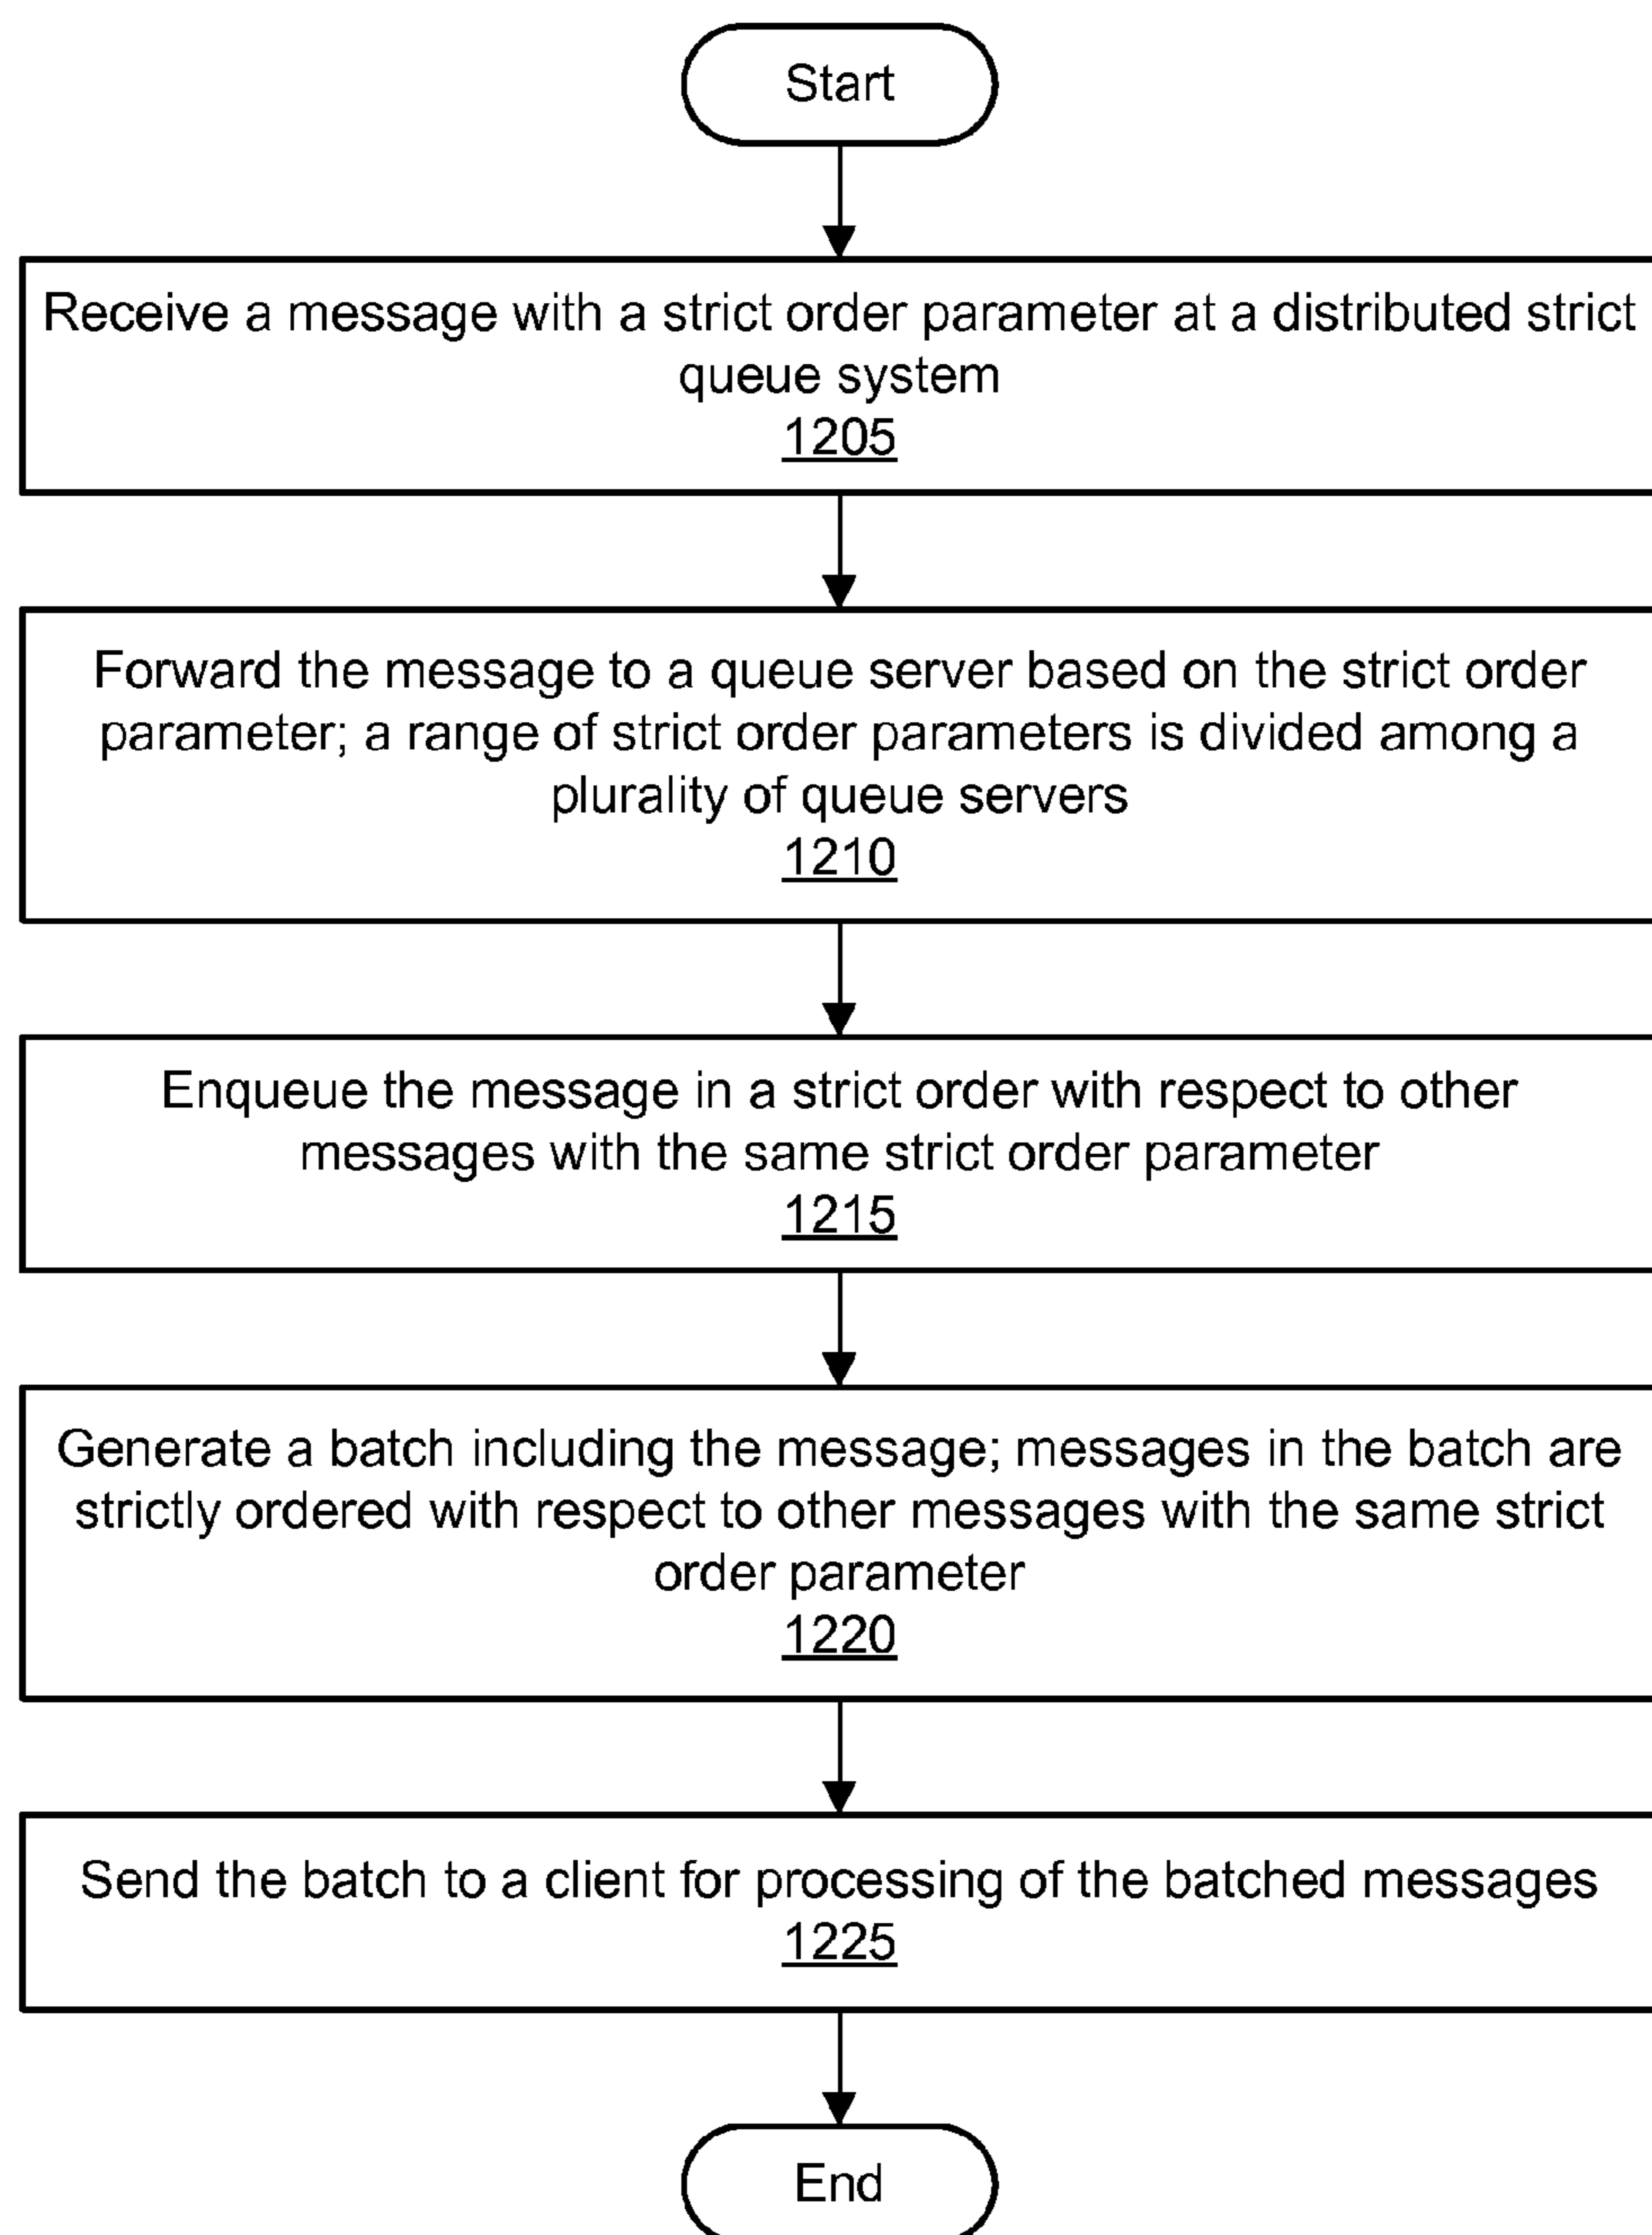 Start
Receive a message with a strict order parameter at a distributed strict
queue system
1205
Forward the message to a queue server based on the strict order
parameter; a range of strict order parameters is divided among a
plurality of queue servers
1210
Enqueue the message in a strict order with respect to other
messages with the same strict order parameter
1215
Generate a batch including the message; messages in the batch are
strictly ordered with respect to other messages with the same strict
order parameter
1220
Send the batch to a client for processing of the batched messages
1225
End